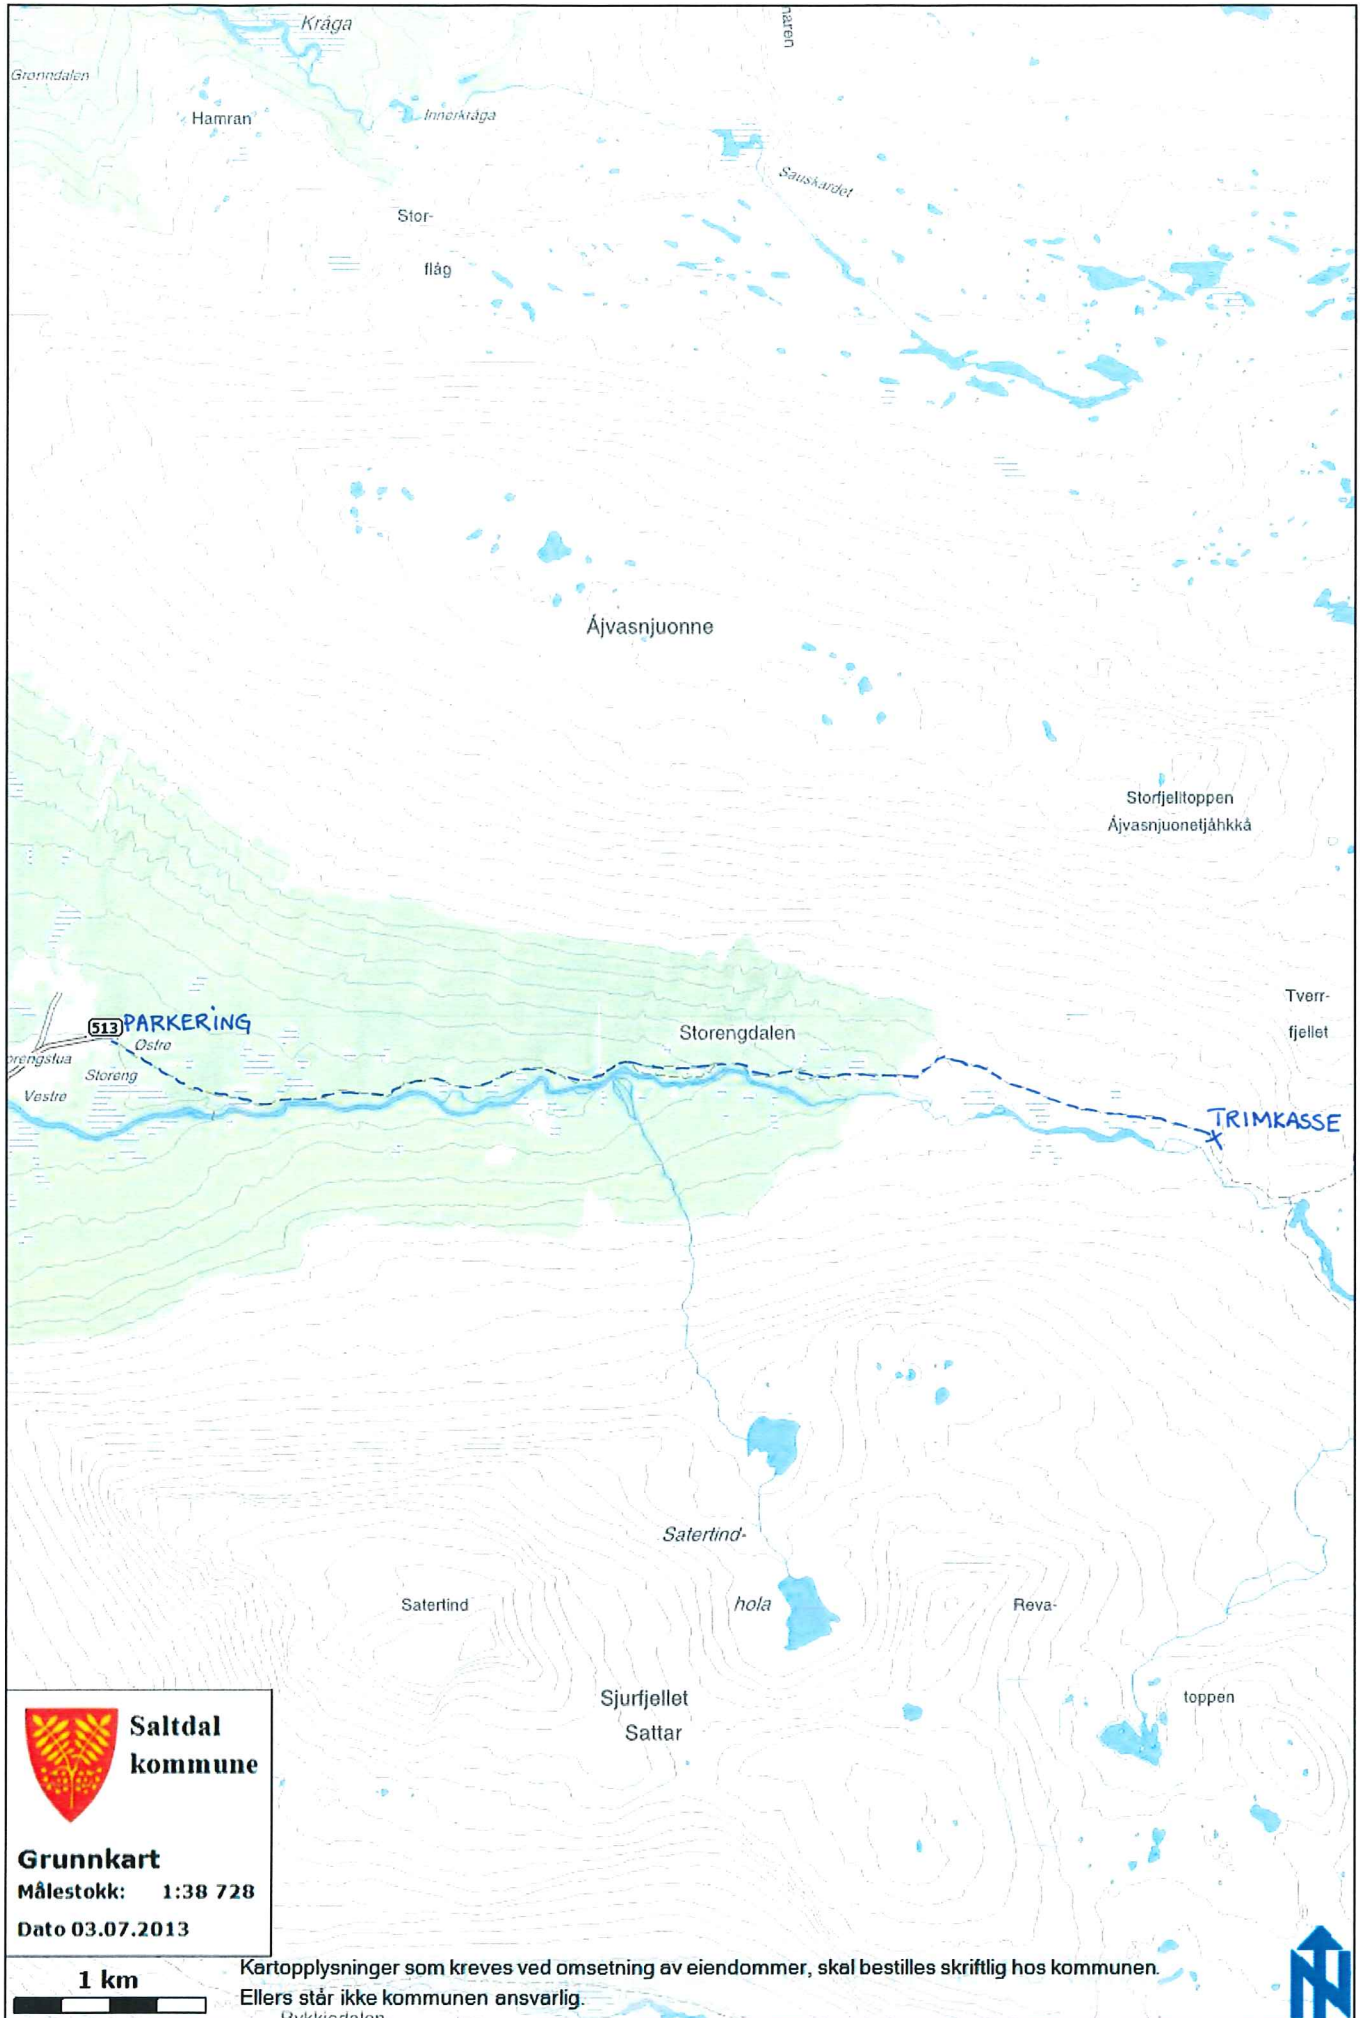 Kråga
Grønndalen
Hamran
Innerkråga
Sauskardet
Stor-
flåg
Ájvasnjuonne
Storfjelltoppen
Ájvasnjuonetjåhkkå
Tverr-
fjellet
513 PARKERING
Østre
Storengdalen
Storeng
Vestre
TRIMKASSE
Satertind-
hola
Satertind
Reva-
toppen
Sjurfjellet
Sattar
Saltdal
kommune
Grunnkart
Målestokk: 1:38 728
Dato 03.07.2013
1 km
Kartopplysninger som kreves ved omsetning av eiendommer, skal bestilles skriftlig hos kommunen.
Ellers står ikke kommunen ansvarlig.
N